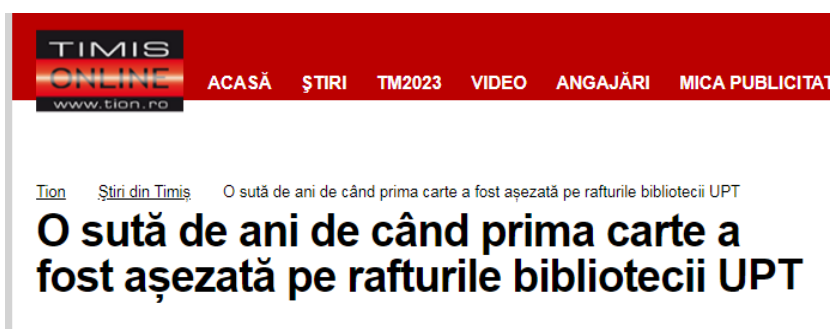 TIMIS
ONLINE
www.tion.ro
ACASĂ ŞTIRI TM2023 VIDEO ANGAJĂRI MICA PUBLICITAT
Tion Ştiri din Timiş O sută de ani de când prima carte a fost așezată pe rafturile bibliotecii UPT
O sută de ani de când prima carte a
fost așezată pe rafturile bibliotecii UPT